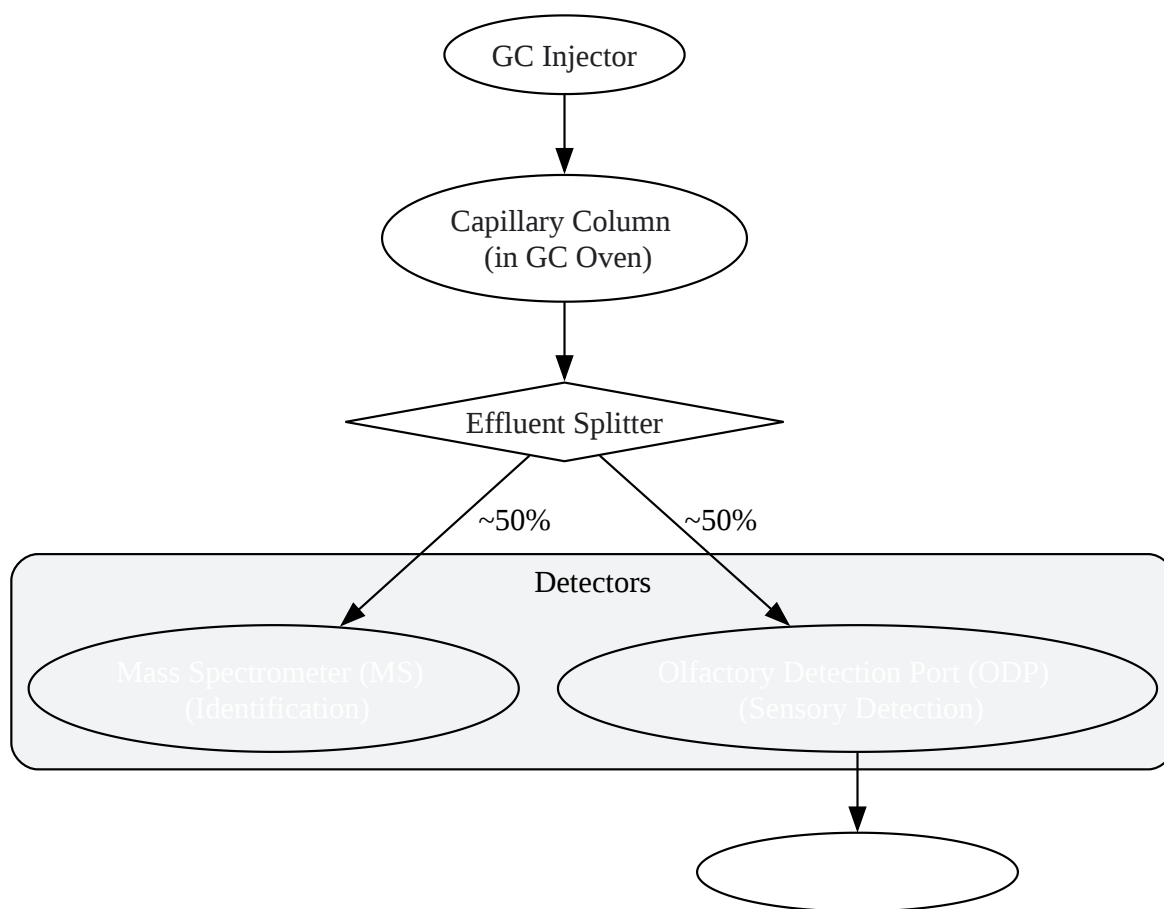 GC Injector
Capillary Column
(in GC Oven)
Effluent Splitter
~50%
~50%
Detectors
Mass Spectrometer (MS)
(Identification)
Olfactory Detection Port (ODP)
(Sensory Detection)